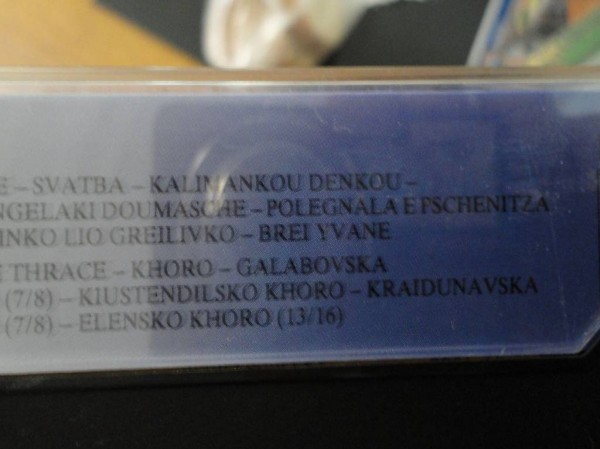 E – SVATBA – KALIMANKOU DENKOU –
NGELAKI DOUMASCHE – POLEGNALA E PSCHENITZA
INKO LIO GREILIVKO – BREI YVANE
THRACE – KHORO – GALABOVSKA
(7/8) – KIUSTENDILSKO KHORO – KRAIDUNAVSKA
(7/8) – ELENSKO KHORO (13/16)